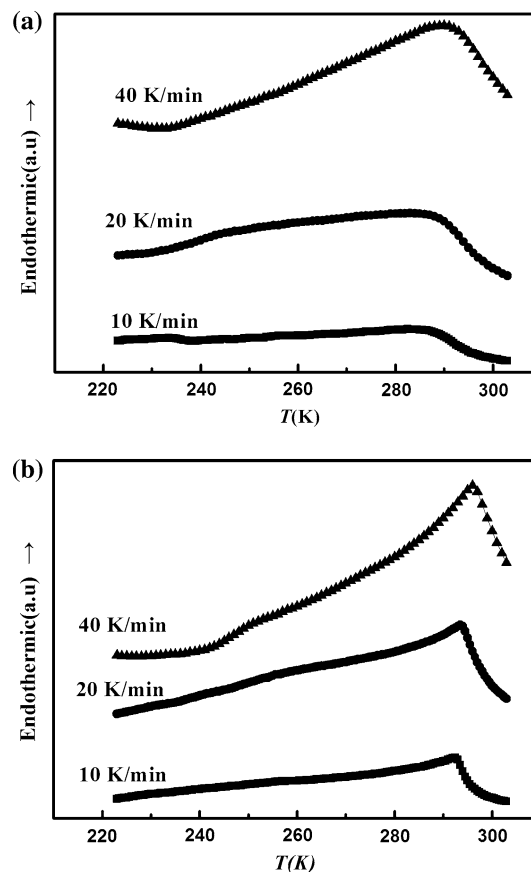 (a)
40 K/min
20 K/min
10 K/min
Endothermic(a.u) →
220 240 260 280 300
T(K)
(b)
40 K/min
20 K/min
10 K/min
Endothermic(a.u) →
220 240 260 280 300
T(K)